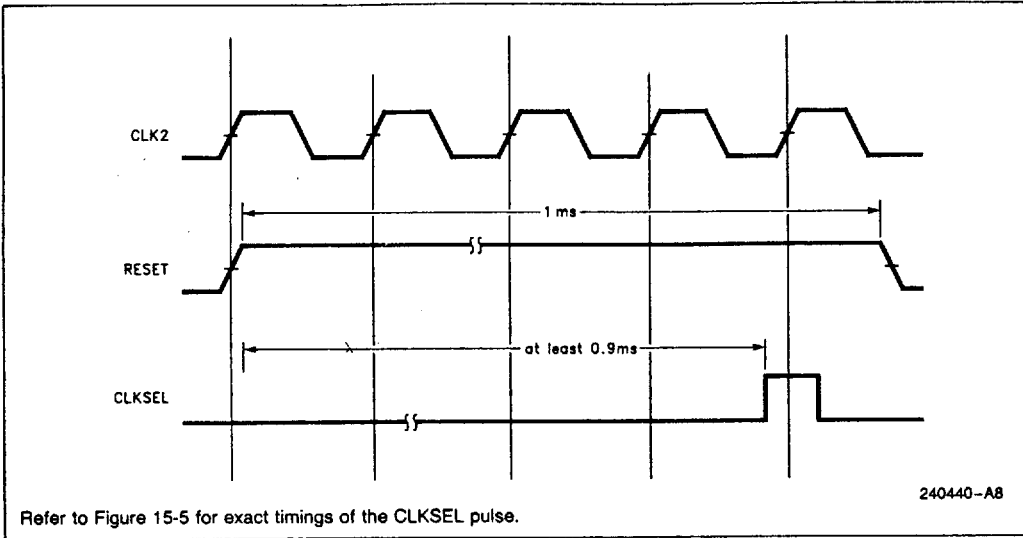 CLK2
1 ms
RESET
at least 0.9ms
CLKSEL
240440-A8
Refer to Figure 15-5 for exact timings of the CLKSEL pulse.